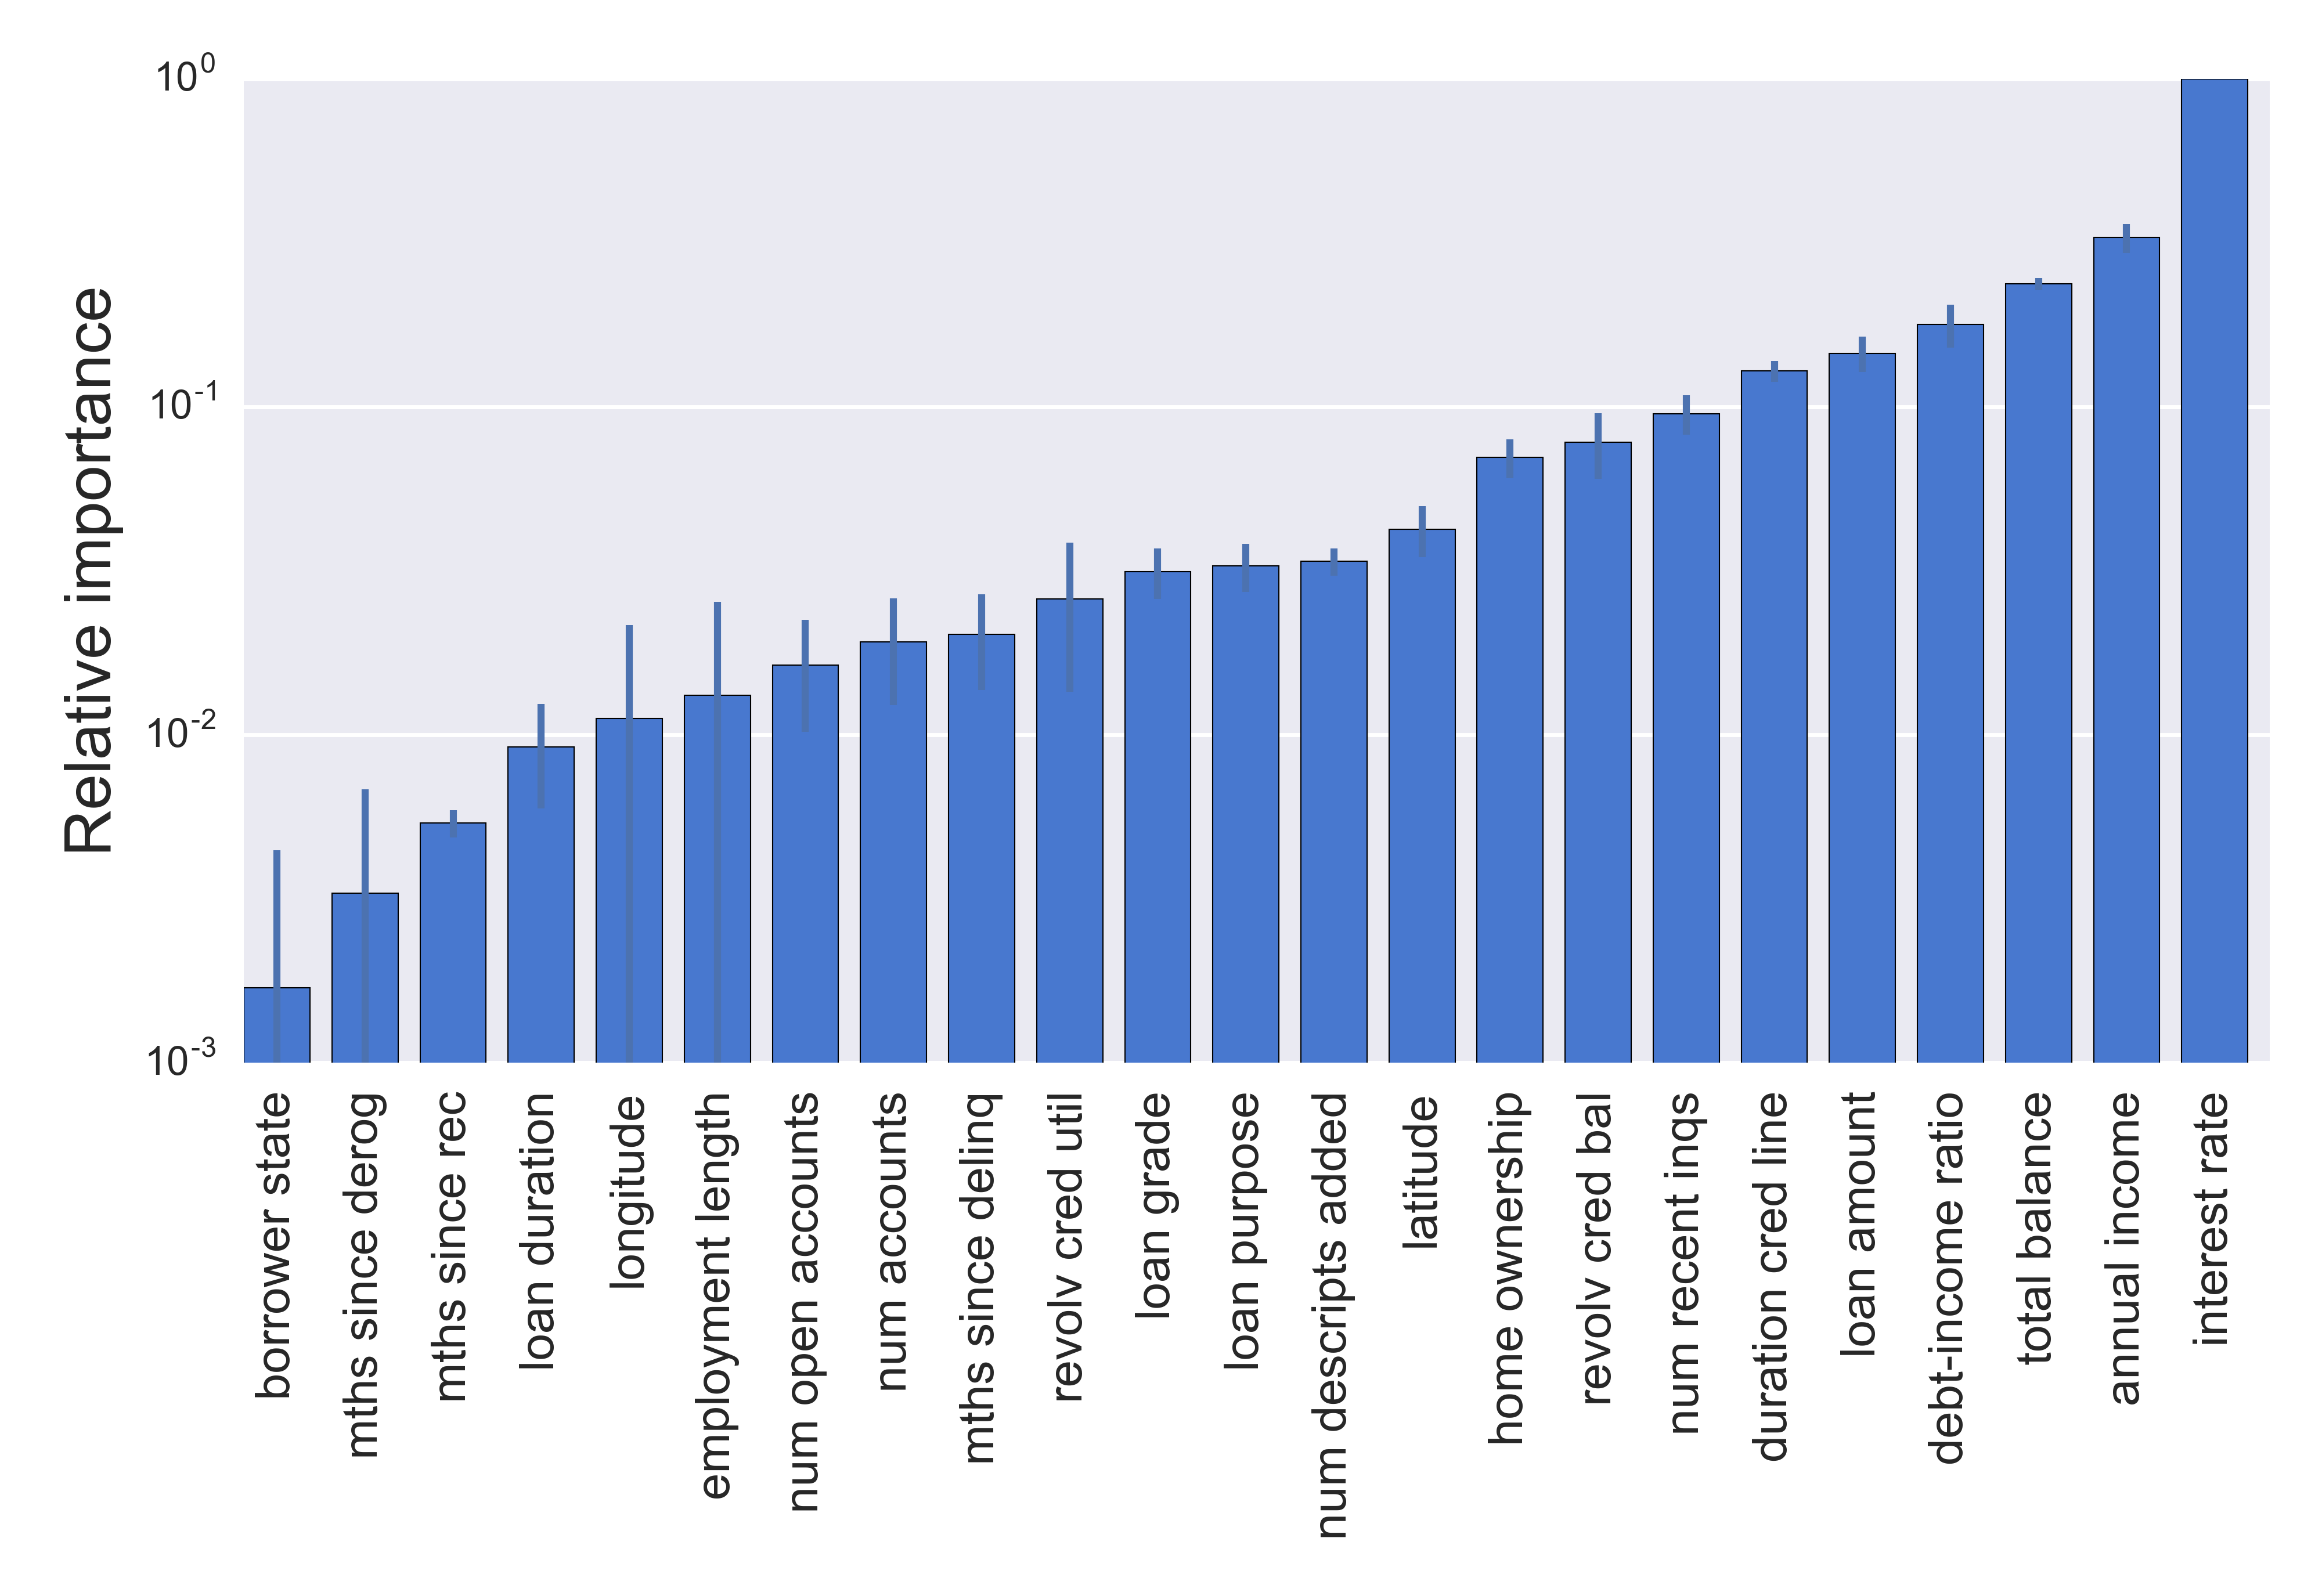 Relative importance
10^0
10^-1
10^-2
10^-3
borrower state
mths since derog
mths since rec
loan duration
longitude
employment length
num open accounts
num accounts
mths since delinq
revolv cred util
loan grade
loan purpose
num descripts added
latitude
home ownership
revolv cred bal
num recent inqs
duration cred line
loan amount
debt-income ratio
total balance
annual income
interest rate